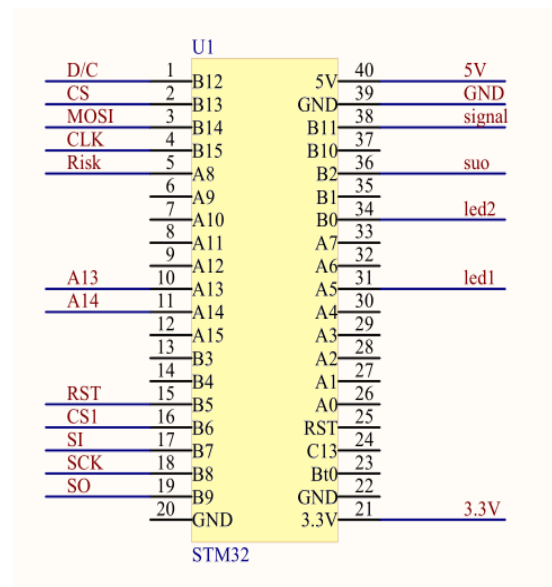 U1
D/C 1 B12 5V 40 5V
CS 2 B13 GND 39 GND
MOSI 3 B14 B11 38 signal
CLK 4 B15 B10 37
Risk 5 A8 B2 36 suo
6 A9 B1 35
7 A10 B0 34 led2
8 A11 A7 33
9 A12 A6 32
A13 10 A13 A5 31 led1
A14 11 A14 A4 30
12 A15 A3 29
13 B3 A2 28
14 B4 A1 27
RST 15 B5 A0 26
CS1 16 B6 RST 25
SI 17 B7 C13 24
SCK 18 B8 Bt0 23
SO 19 B9 GND 22
20 GND 3.3V 21 3.3V
STM32